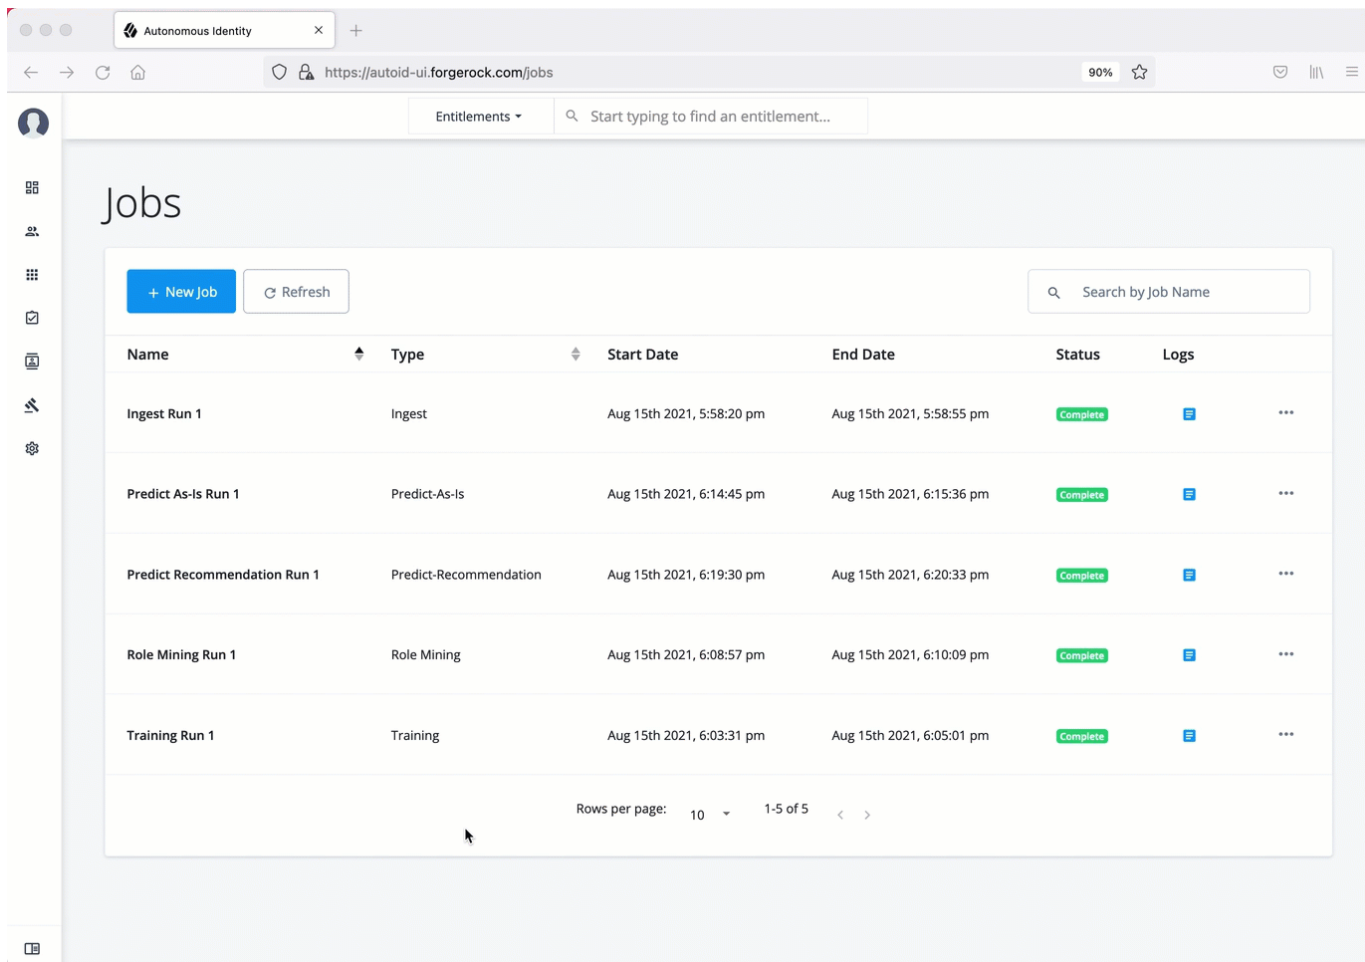 Autonomous Identity
https://autoid-ui.forgerock.com/jobs
90%
Entitlements
Start typing to find an entitlement...
Jobs
+ New Job
Refresh
Search by Job Name
Name Type Start Date End Date Status Logs
Ingest Run 1 Ingest Aug 15th 2021, 5:58:20 pm Aug 15th 2021, 5:58:55 pm Complete
Predict As-Is Run 1 Predict-As-Is Aug 15th 2021, 6:14:45 pm Aug 15th 2021, 6:15:36 pm Complete
Predict Recommendation Run 1 Predict-Recommendation Aug 15th 2021, 6:19:30 pm Aug 15th 2021, 6:20:33 pm Complete
Role Mining Run 1 Role Mining Aug 15th 2021, 6:08:57 pm Aug 15th 2021, 6:10:09 pm Complete
Training Run 1 Training Aug 15th 2021, 6:03:31 pm Aug 15th 2021, 6:05:01 pm Complete
Rows per page: 10 1-5 of 5